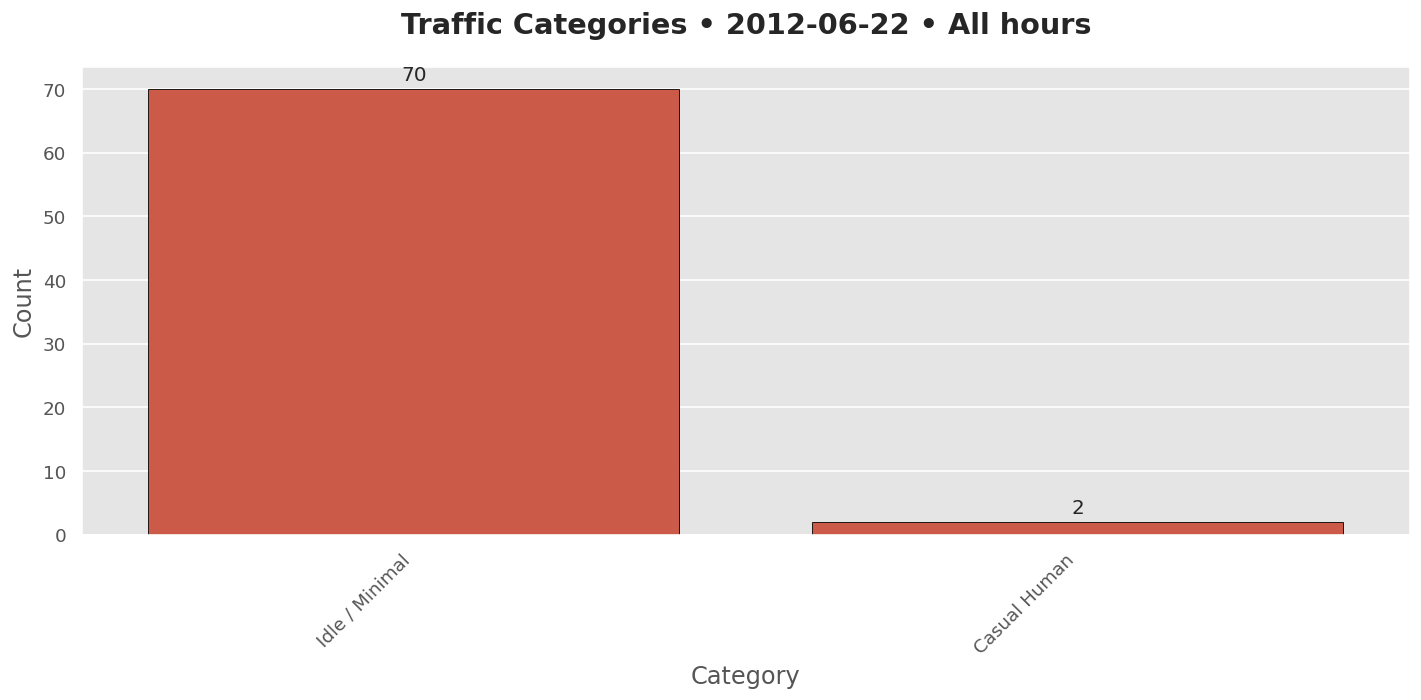 Traffic Categories • 2012-06-22 • All hours
70
70
60
50
40
30
20
10
0
Count
2
Idle / Minimal
Casual Human
Category